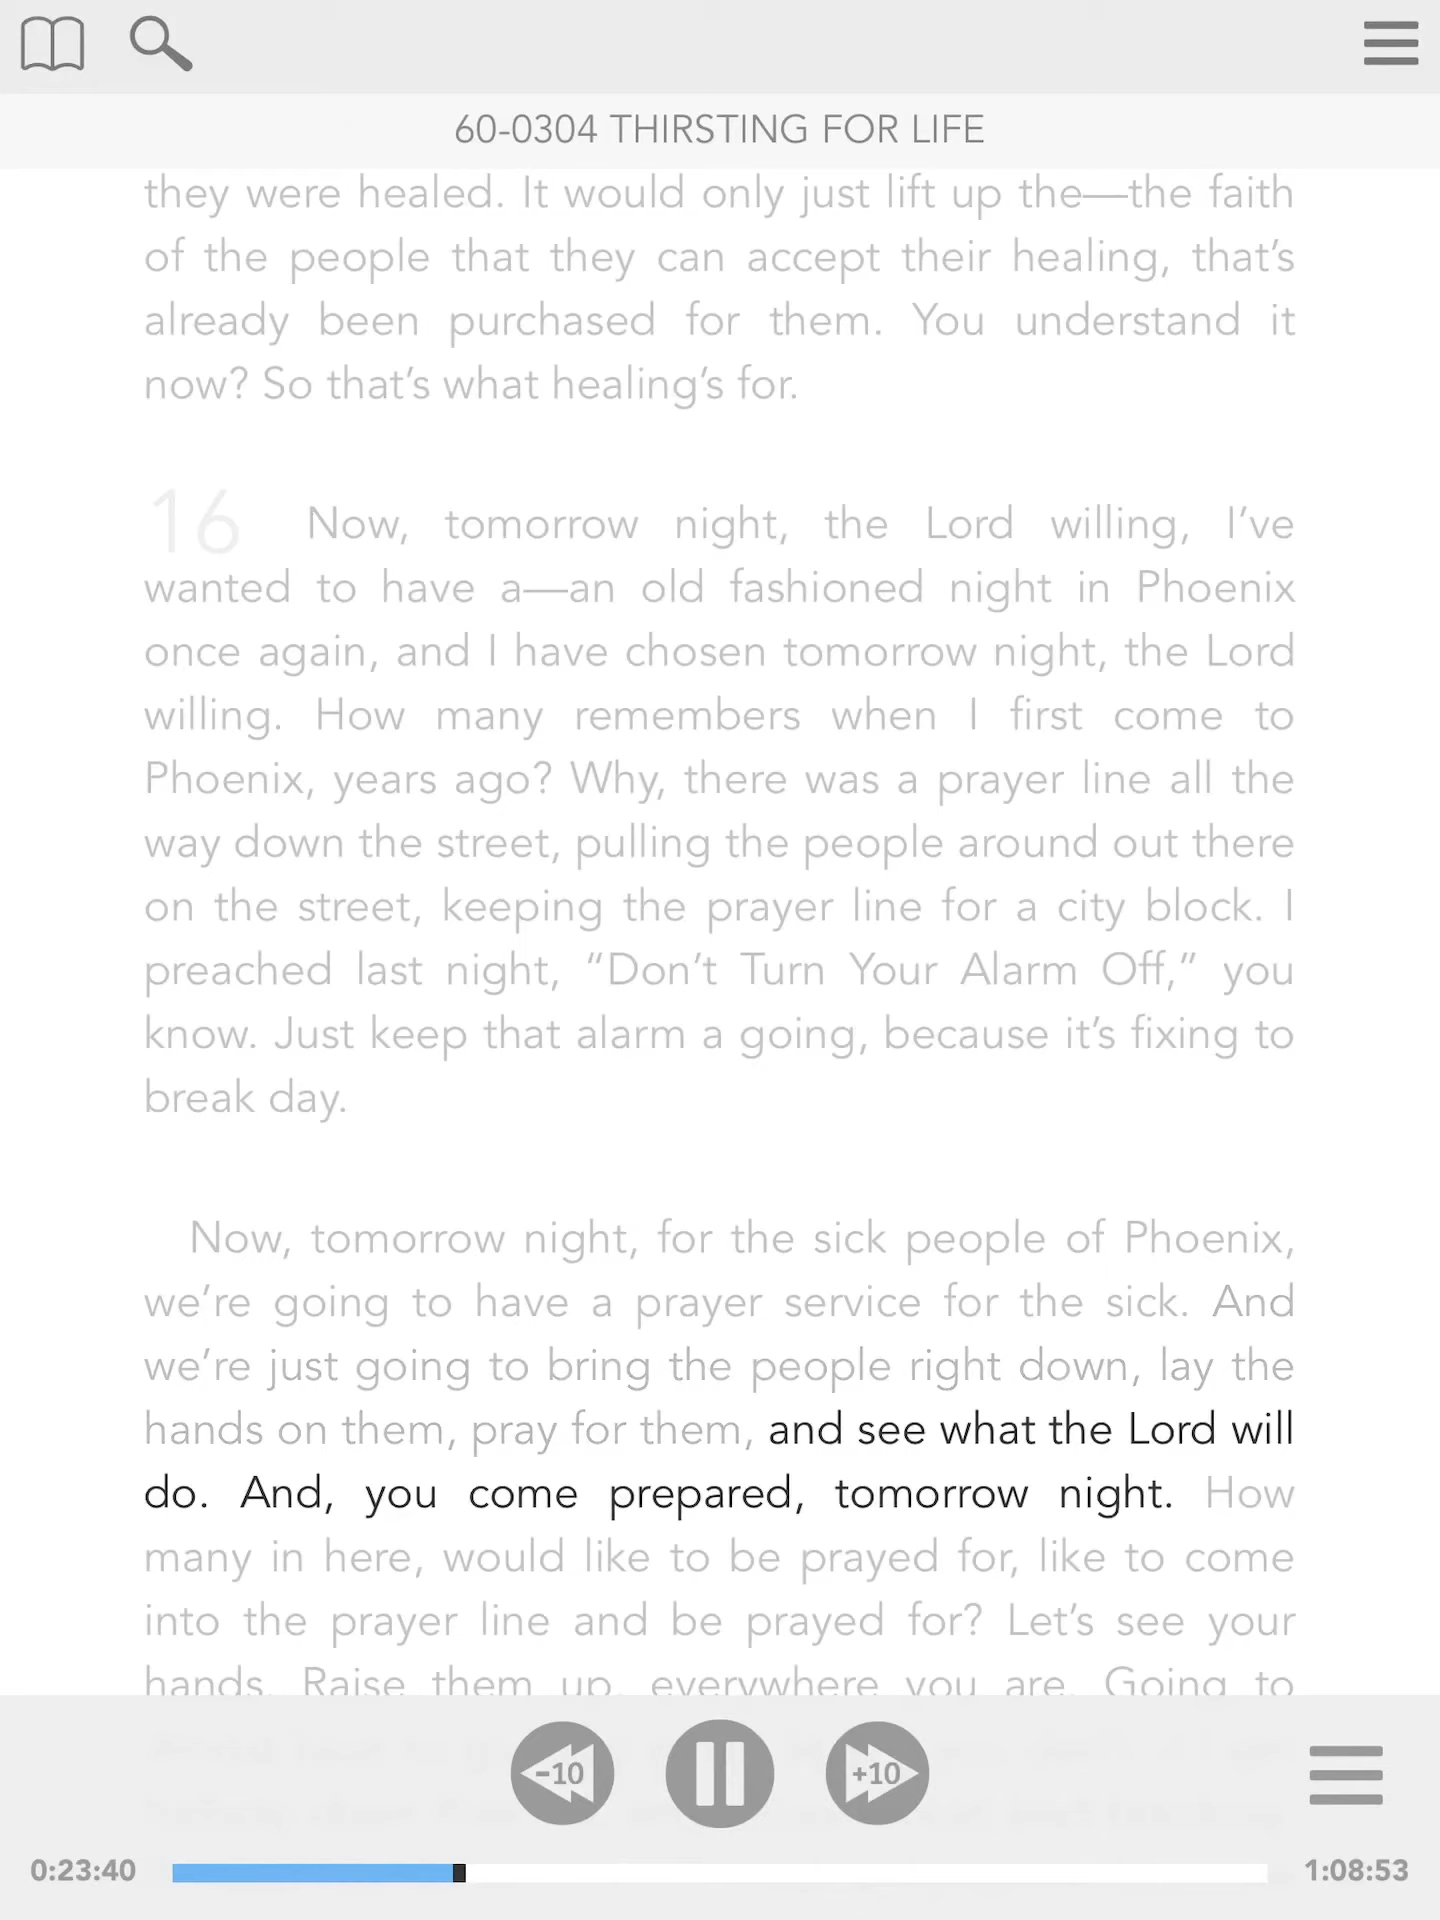 60-0304 THIRSTING FOR LIFE
they were healed. It would only just lift up the—the faith
of the people that they can accept their healing, that’s
already been purchased for them. You understand it
now? So that’s what healing’s for.
16 Now, tomorrow night, the Lord willing, I’ve
wanted to have a—an old fashioned night in Phoenix
once again, and I have chosen tomorrow night, the Lord
willing. How many remembers when I first come to
Phoenix, years ago? Why, there was a prayer line all the
way down the street, pulling the people around out there
on the street, keeping the prayer line for a city block. I
preached last night, “Don’t Turn Your Alarm Off,” you
know. Just keep that alarm a going, because it’s fixing to
break day.
Now, tomorrow night, for the sick people of Phoenix,
we’re going to have a prayer service for the sick. And
we’re just going to bring the people right down, lay the
hands on them, pray for them, and see what the Lord will
do. And, you come prepared, tomorrow night. How
many in here, would like to be prayed for, like to come
into the prayer line and be prayed for? Let’s see your
hands. Raise them up, everywhere you are. Going to
-10 +10
0:23:40 1:08:53